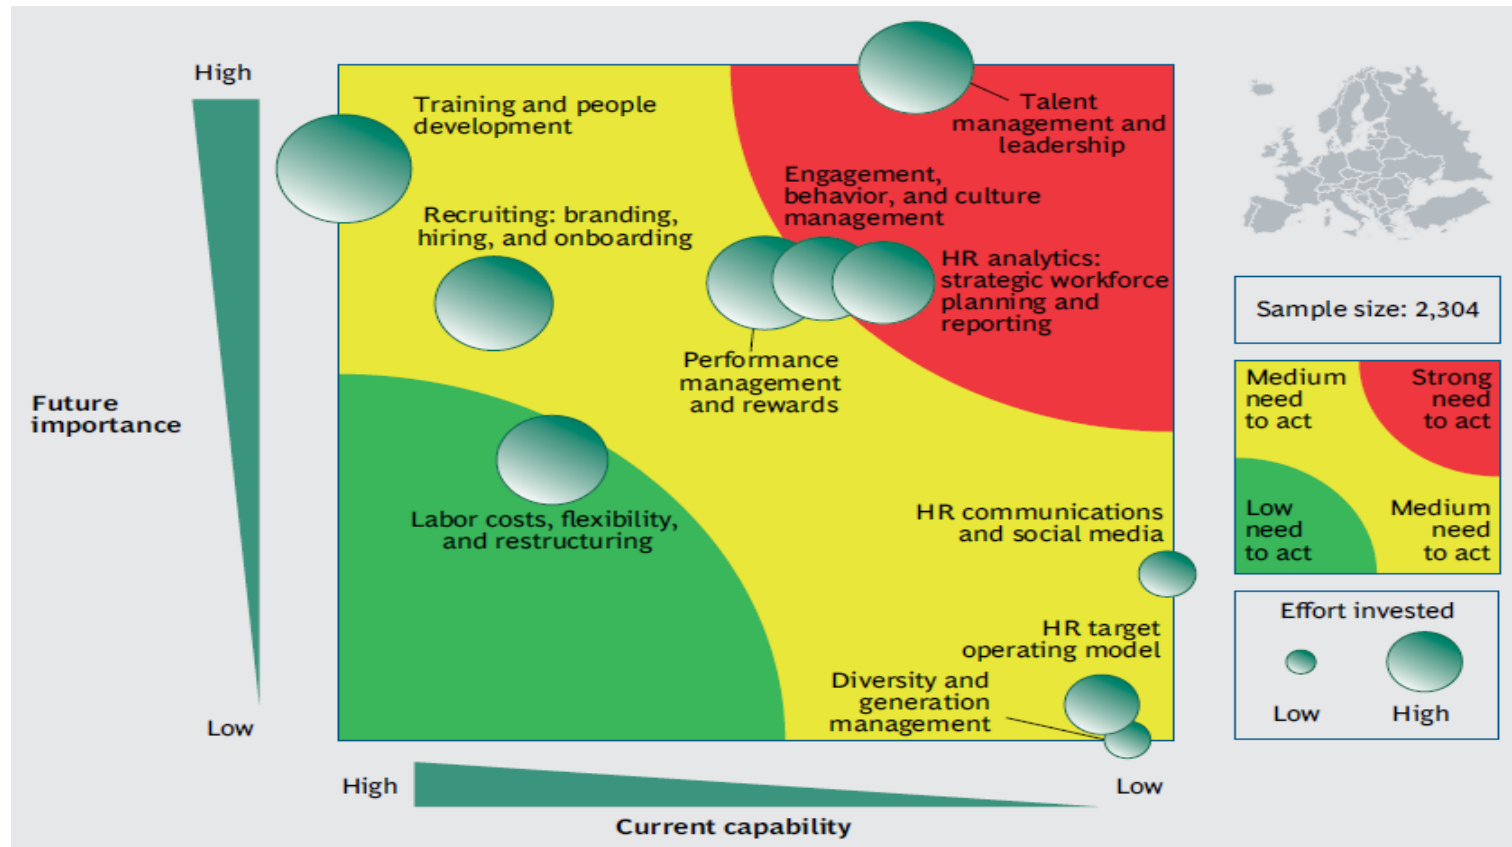 High
Training and people
development
Talent
management and
leadership
Engagement,
behavior, and culture
management
Recruiting: branding,
hiring, and onboarding
HR analytics:
strategic workforce
planning and
reporting
Performance
management
and rewards
Future
importance
Labor costs, flexibility,
and restructuring
HR communications
and social media
HR target
operating model
Diversity and
generation
management
Low
High
Low
Current capability
Sample size: 2,304
Medium
need
to act
Strong
need
to act
Low
need
to act
Medium
need
to act
Effort invested
Low
High